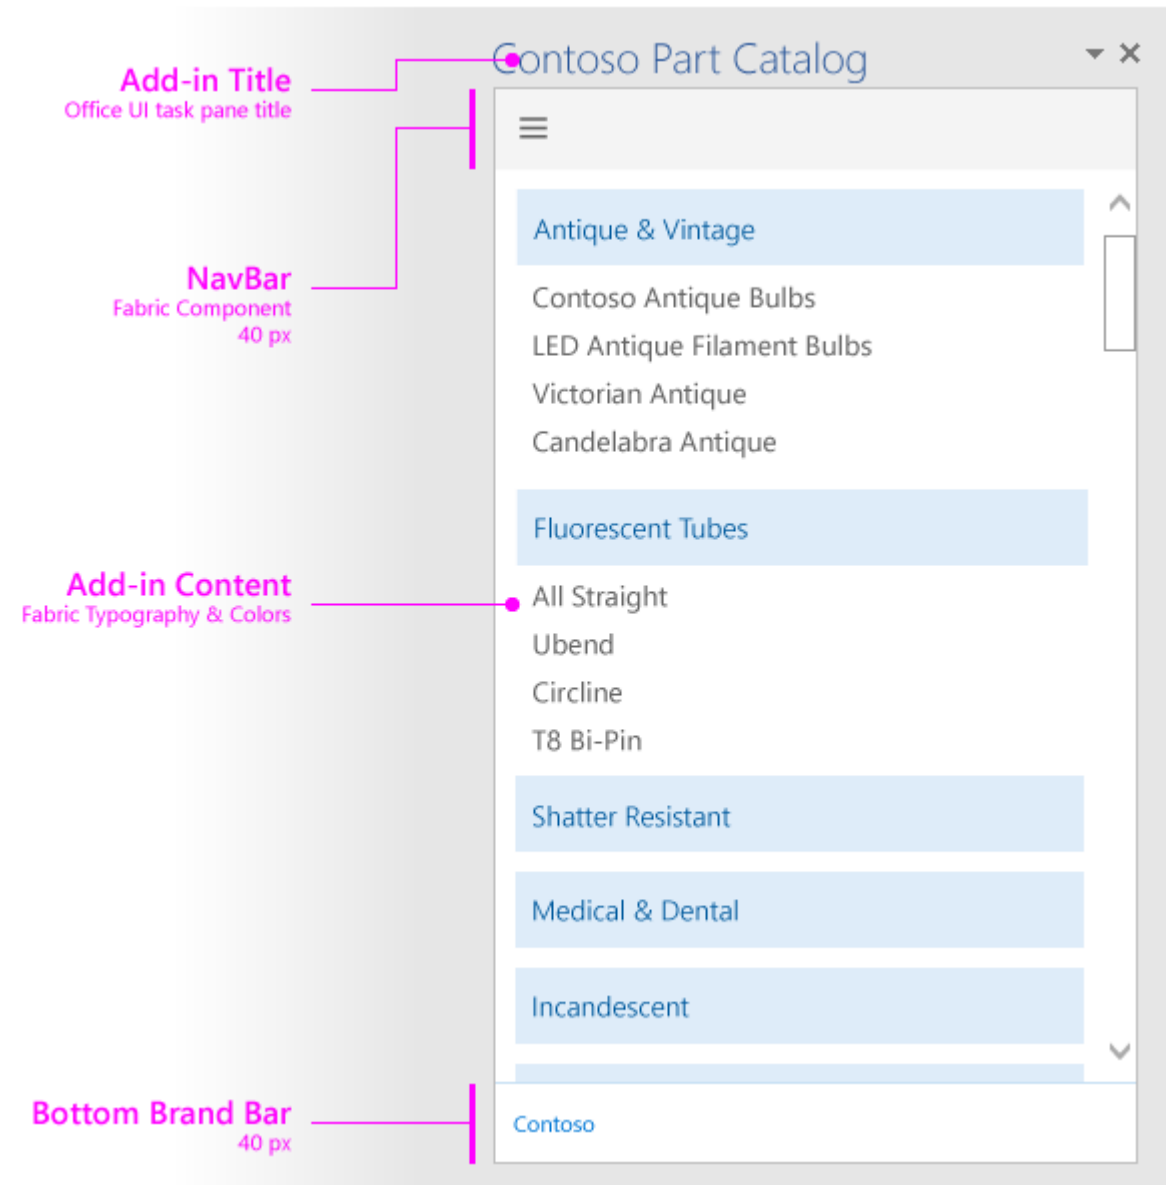 Contoso Part Catalog
Add-in Title
Office UI task pane title
NavBar
Fabric Component
40 px
Antique & Vintage
Contoso Antique Bulbs
LED Antique Filament Bulbs
Victorian Antique
Candelabra Antique
Fluorescent Tubes
Add-in Content
Fabric Typography & Colors
All Straight
Ubend
Circline
T8 Bi-Pin
Shatter Resistant
Medical & Dental
Incandescent
Bottom Brand Bar
40 px
Contoso